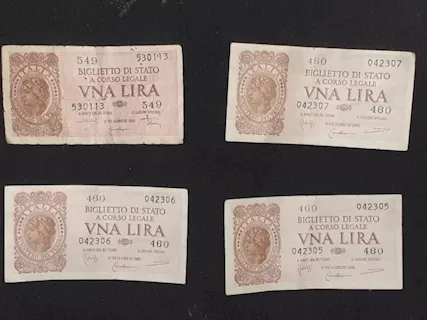 549 530113
BIGLIETTO DI STATO
A CORSO LEGALE
VNA LIRA
530113 549
460 042307
BIGLIETTO DI STATO
A CORSO LEGALE
VNA LIRA
042307 460
460 042306
BIGLIETTO DI STATO
A CORSO LEGALE
VNA LIRA
042306 460
460 042305
BIGLIETTO DI STATO
A CORSO LEGALE
VNA LIRA
042305 460